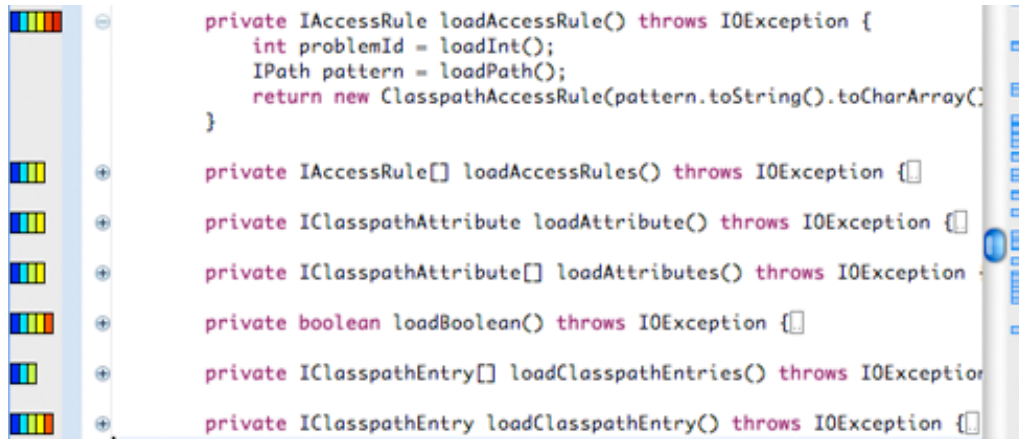 private IAccessRule loadAccessRule() throws IOException {
int problemId = loadInt();
IPath pattern = loadPath();
return new ClasspathAccessRule(pattern.toString().toCharArray()
}
private IAccessRule[] loadAccessRules() throws IOException {
private IClasspathAttribute loadAttribute() throws IOException {
private IClasspathAttribute[] loadAttributes() throws IOException {
private boolean loadBoolean() throws IOException {
private IClasspathEntry[] loadClasspathEntries() throws IOException
private IClasspathEntry loadClasspathEntry() throws IOException {